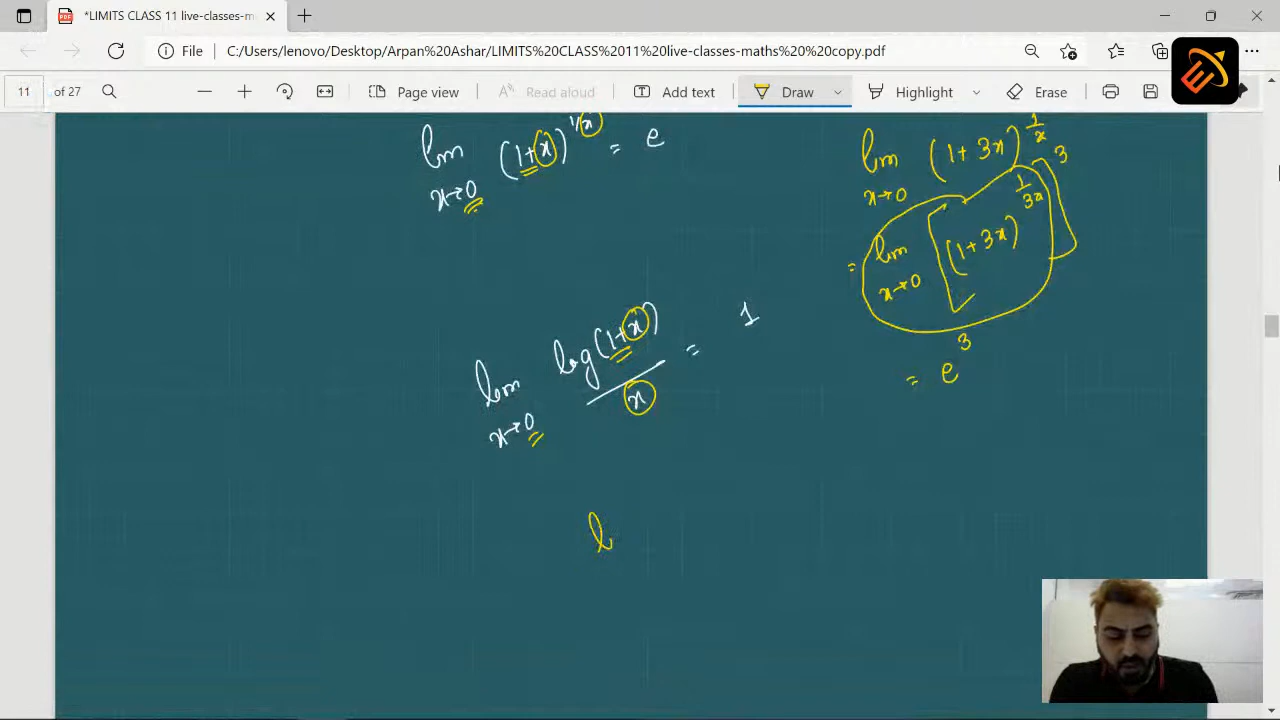 *LIMITS CLASS 11 live-classes-m
File C:/Users/lenovo/Desktop/Arpan%20Ashar/LIMITS%20CLASS%2011%20live-classes-maths%20%20copy.pdf
11 of 27 Page view Read aloud Add text Draw Highlight Erase
lim x→0 (1+x)^1/x = e
lim x→0 (1+3x)^1/x
= lim x→0 [(1+3x)^1/3x]^3
= e^3
lim x→0 log(1+x)/x = 1
l